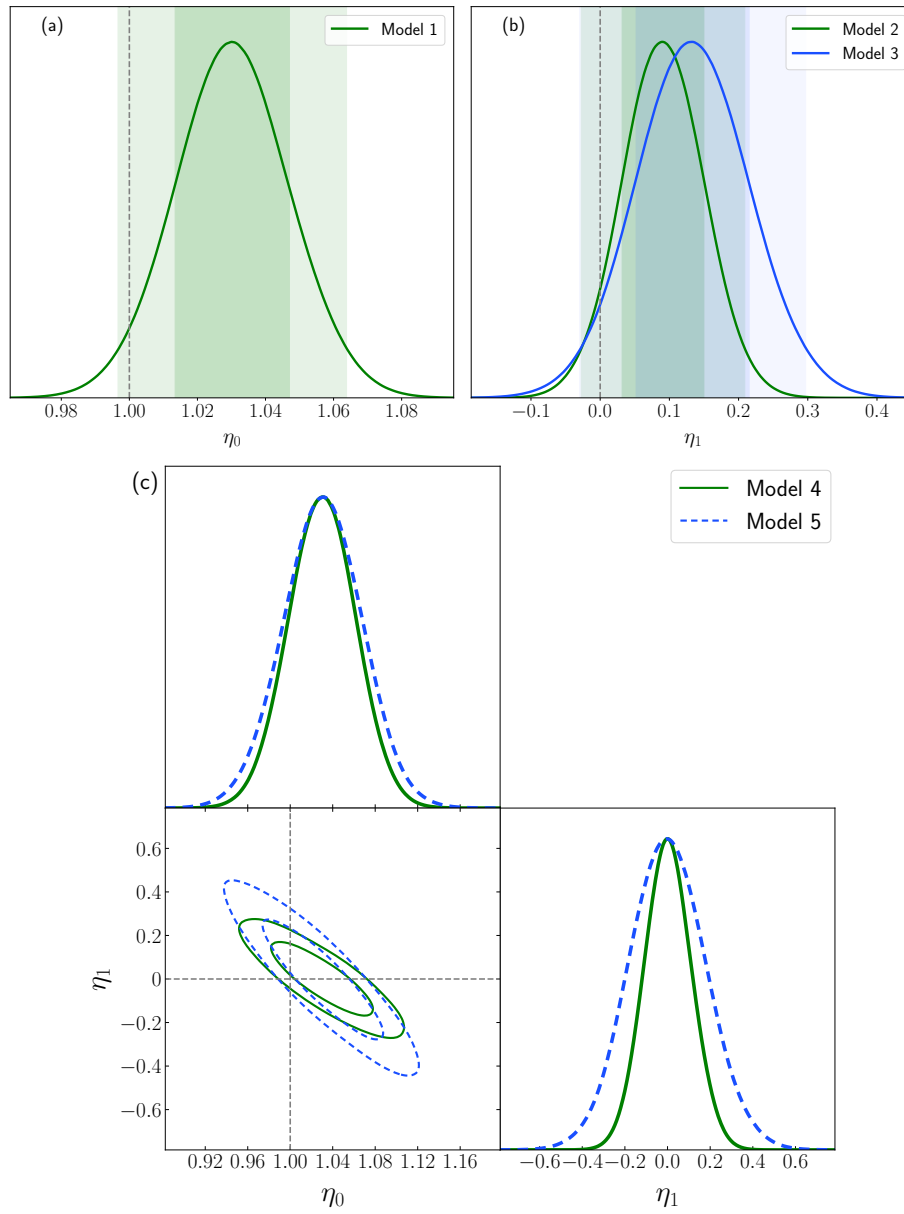 (a)
Model 1
0.98 1.00 1.02 1.04 1.06 1.08
η₀
(b)
Model 2
Model 3
−0.1 0.0 0.1 0.2 0.3 0.4
η₁
(c)
Model 4
Model 5
0.6
0.4
0.2
0
−0.2
−0.4
−0.6
η₁
0.92 0.96 1.00 1.04 1.08 1.12 1.16
η₀
−0.6 −0.4 −0.2 0.0 0.2 0.4 0.6
η₁